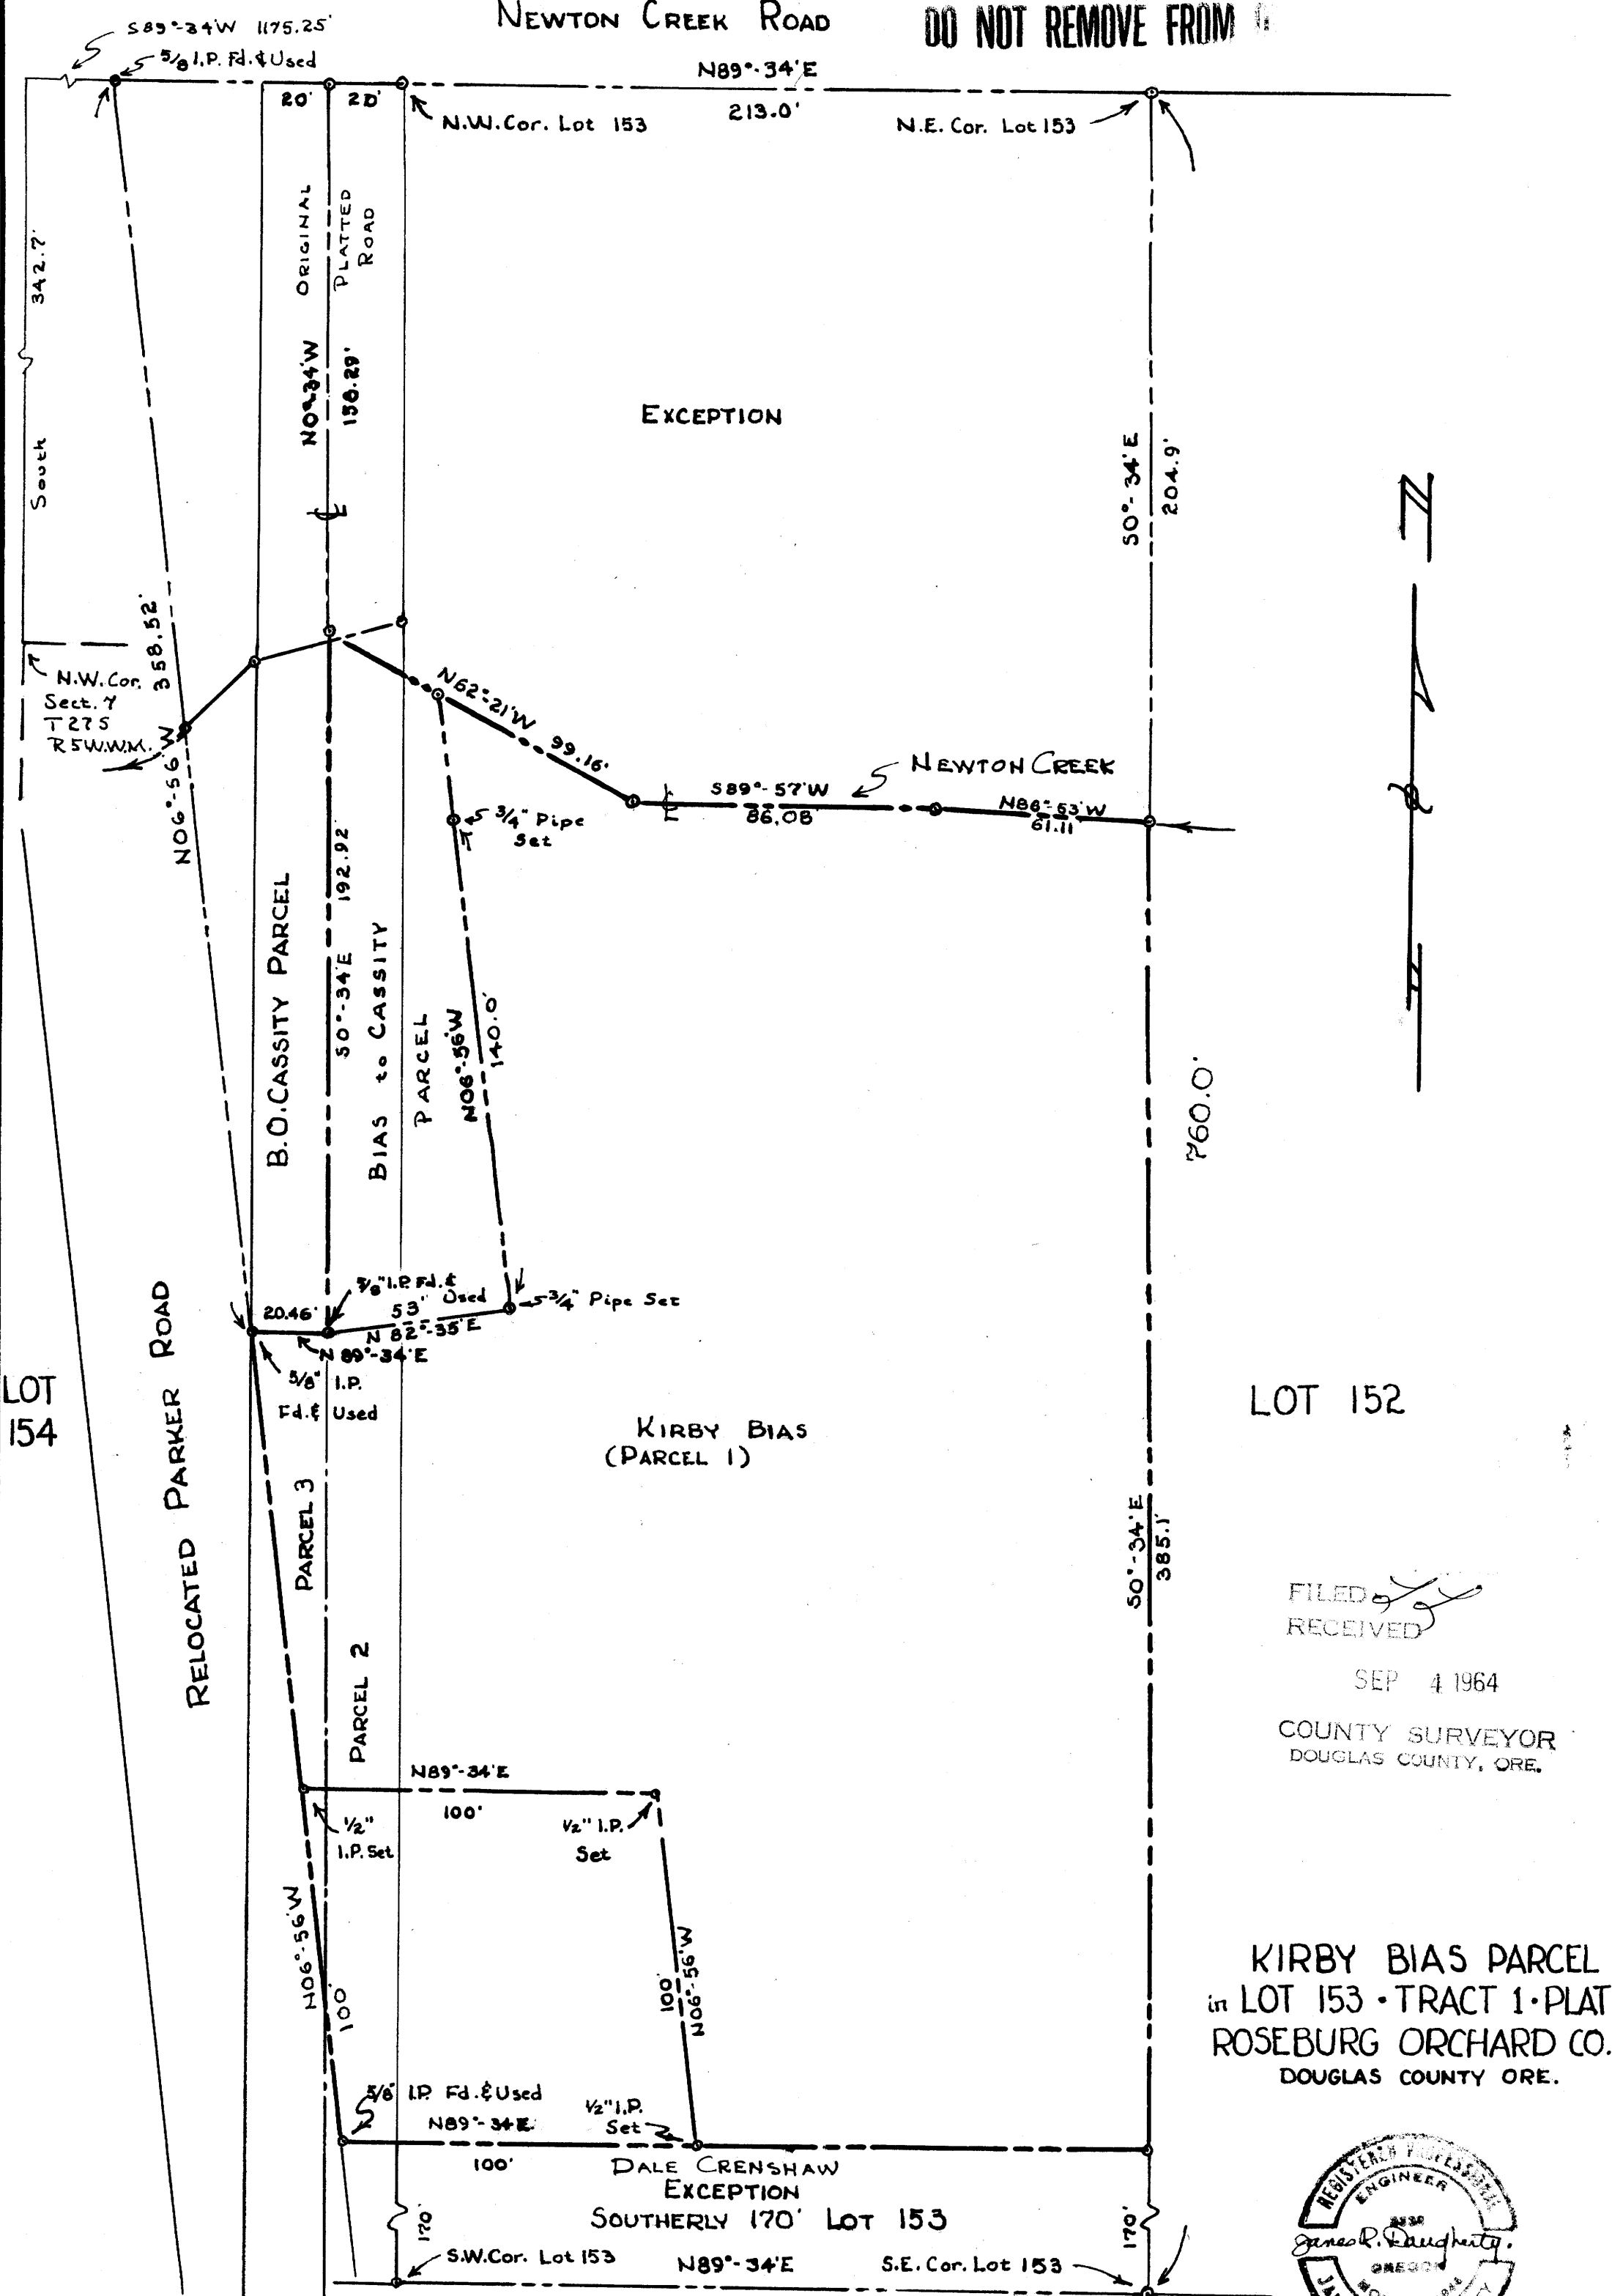 NEWTON CREEK ROAD
DO NOT REMOVE FROM
S89°-34'W 1175.25'
5/8 I.P. Fd. & Used
N89°-34'E
213.0'
20' 20'
N.W. Cor. Lot 153
N.E. Cor. Lot 153
South 342.7'
ORIGINAL
PLATTED
ROAD
N0°-34'W
158.29'
EXCEPTION
S0°-34'E
204.9'
N
N.W. Cor.
Sect. 7
T27S
R5W.W.M.
N06°-56'W 358.52'
N62°-21'W 99.16'
NEWTON CREEK
S89°-57'W
86.08'
N86°-53'W
61.11
3/4" Pipe
Set
B.O. CASSITY PARCEL
S0°-34'E 192.92'
BIAS to CASSITY
PARCEL
N06°-56'W
140.0'
760.0'
5/8" I.P. Fd. &
Used
20.46'
53'
N 82°-35'E
3/4" Pipe Set
N 89°-34'E
5/8" I.P.
Fd. & Used
LOT
154
RELOCATED PARKER ROAD
KIRBY BIAS
(PARCEL 1)
LOT 152
PARCEL 3
PARCEL 2
S0°-34'E
385.1'
FILED
RECEIVED
SEP 4 1964
COUNTY SURVEYOR
DOUGLAS COUNTY, ORE.
N89°-34'E
100'
1/2"
I.P. Set
1/2" I.P.
Set
N06°-56'W
100'
100'
N06°-56'W
KIRBY BIAS PARCEL
in LOT 153 • TRACT 1 • PLAT
ROSEBURG ORCHARD CO.
DOUGLAS COUNTY ORE.
5/8" I.P. Fd. & Used
N89°-34'E
100'
1/2" I.P.
Set
DALE CRENSHAW
EXCEPTION
SOUTHERLY 170' LOT 153
170'
170'
S.W. Cor. Lot 153
N89°-34'E
S.E. Cor. Lot 153
REGISTERED PROFESSIONAL
ENGINEER
James R. Daugherty.
OREGON